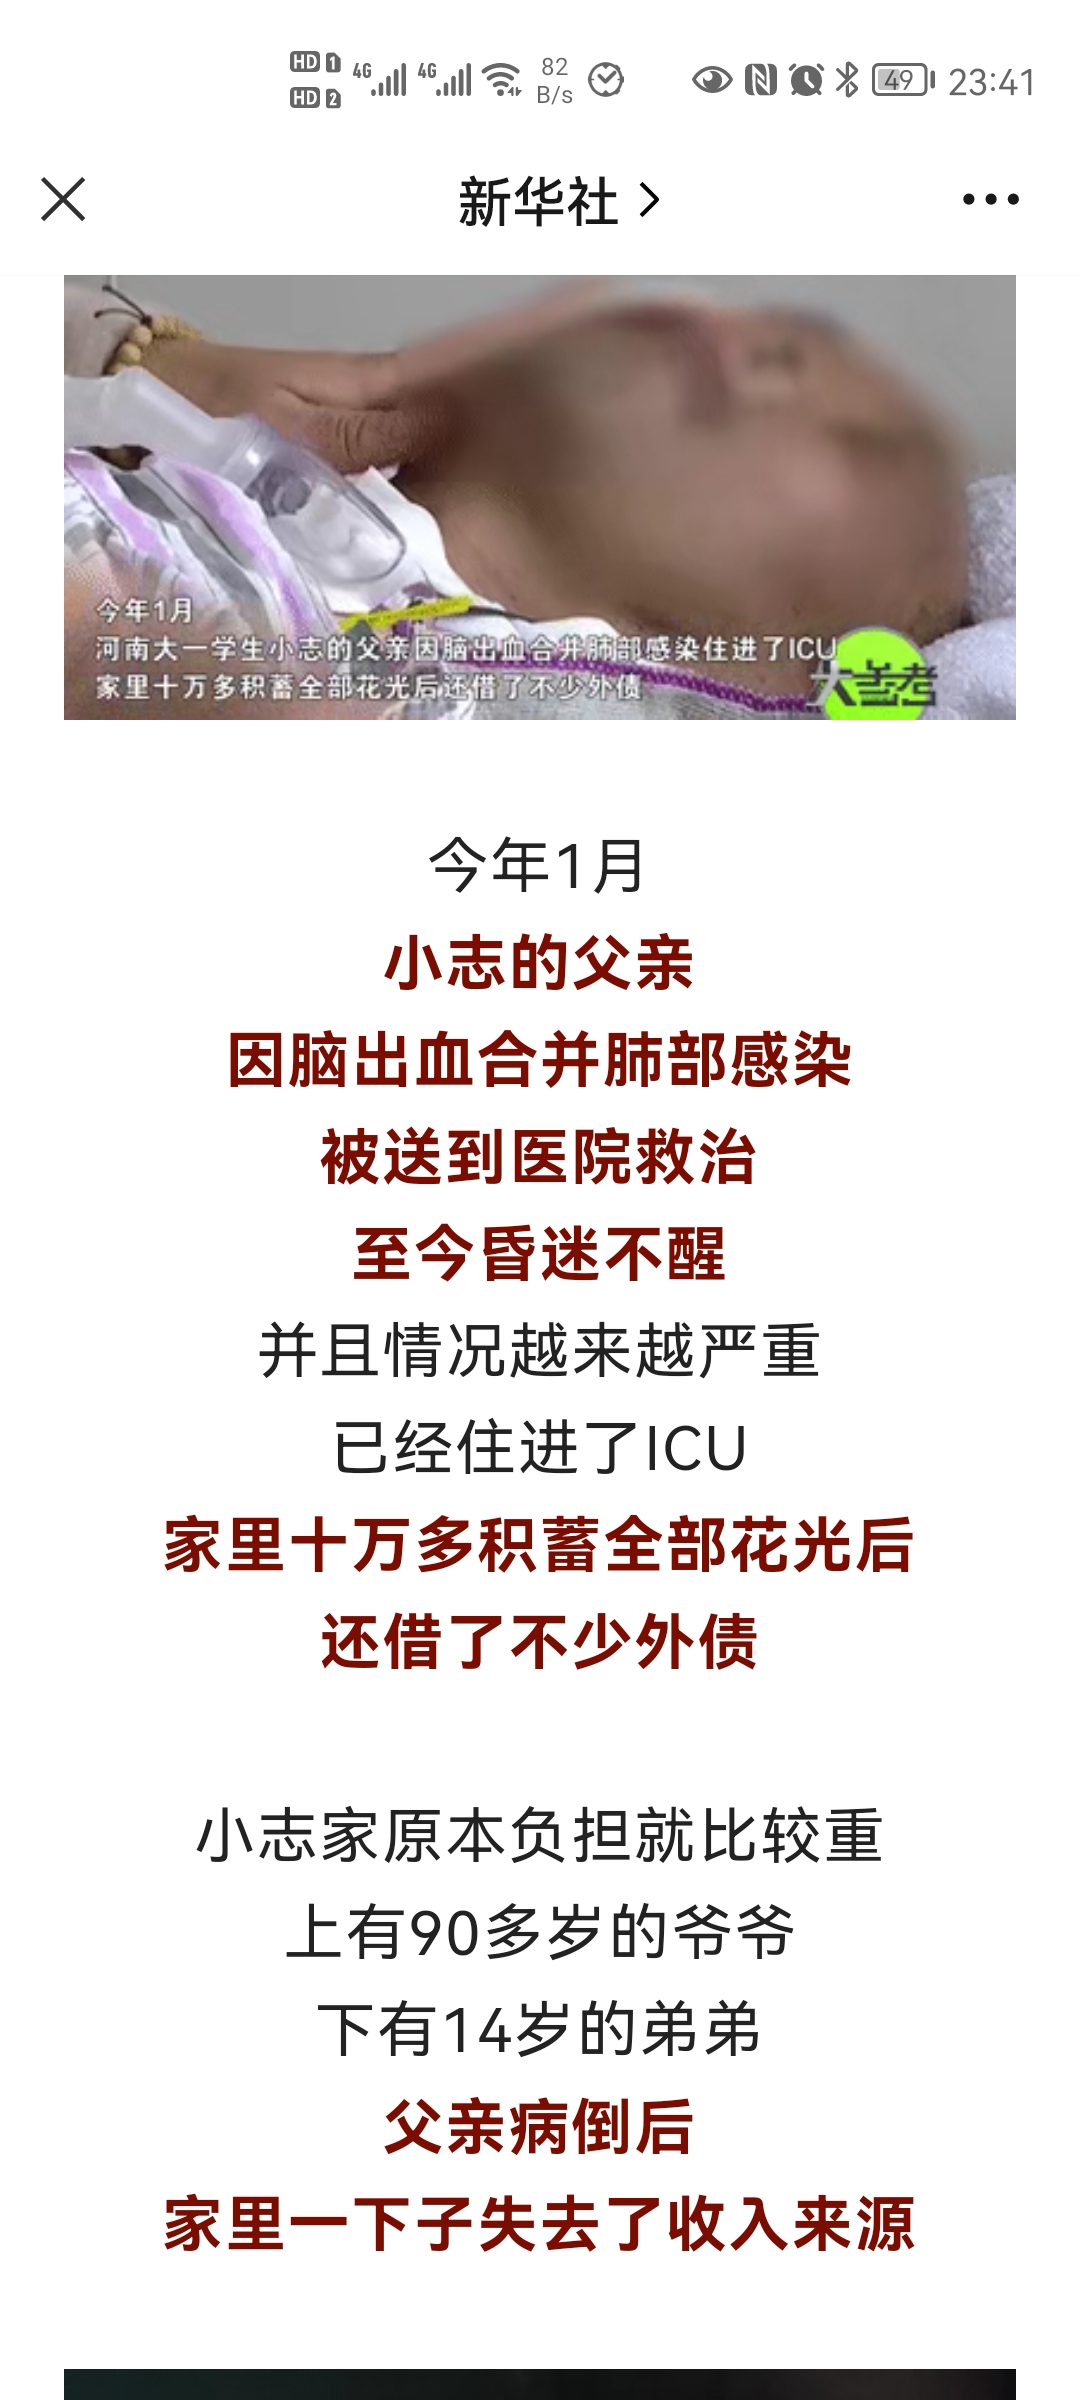 HD 1 4G 4G 82 49 23:41
HD 2 B/s
新华社
今年1月
河南大一学生小志的父亲因脑出血合并肺部感染住进了ICU
家里十万多积蓄全部花光后还借了不少外债
大参考
今年1月
小志的父亲
因脑出血合并肺部感染
被送到医院救治
至今昏迷不醒
并且情况越来越严重
已经住进了ICU
家里十万多积蓄全部花光后
还借了不少外债
小志家原本负担就比较重
上有90多岁的爷爷
下有14岁的弟弟
父亲病倒后
家里一下子失去了收入来源